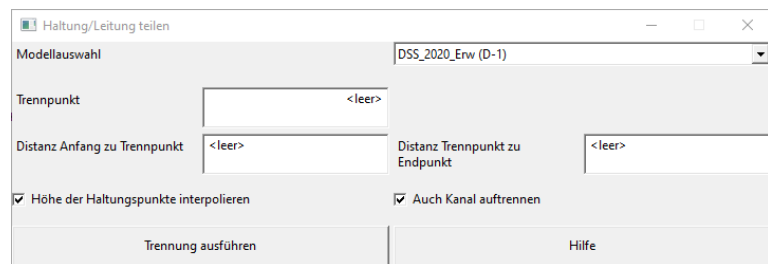 Haltung/Leitung teilen
Modellauswahl
DSS_2020_Erw (D-1)
Trennpunkt
<leer>
Distanz Anfang zu Trennpunkt
<leer>
Distanz Trennpunkt zu
Endpunkt
<leer>
Höhe der Haltungspunkte interpolieren
Auch Kanal auftrennen
Trennung ausführen
Hilfe